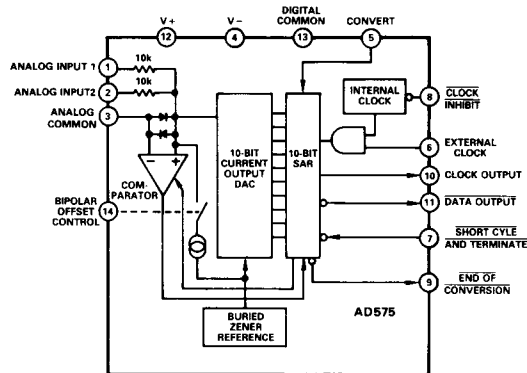 V+
12
V-
4
DIGITAL
COMMON
13
CONVERT
5
ANALOG INPUT 1
1
10k
ANALOG INPUT2
2
10k
ANALOG
COMMON
3
INTERNAL
CLOCK
8
CLOCK
INHIBIT
10-BIT
CURRENT
OUTPUT
DAC
10-BIT
SAR
6
EXTERNAL
CLOCK
10
CLOCK OUTPUT
11
DATA OUTPUT
- +
COM-
PARATOR
BIPOLAR
OFFSET
CONTROL
14
7
SHORT CYLE
AND TERMINATE
9
END OF
CONVERSION
AD575
BURIED
ZENER
REFERENCE